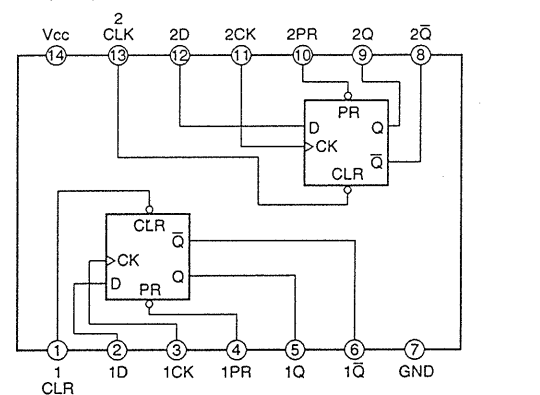 2
Vcc CLK 2D 2CK 2PR 2Q 2Q̅
14 13 12 11 10 9 8
PR
D Q
CK
Q̅
CLR
CLR
Q̅
CK
Q
D
PR
1 2 3 4 5 6 7
1 1D 1CK 1PR 1Q 1Q̅ GND
CLR